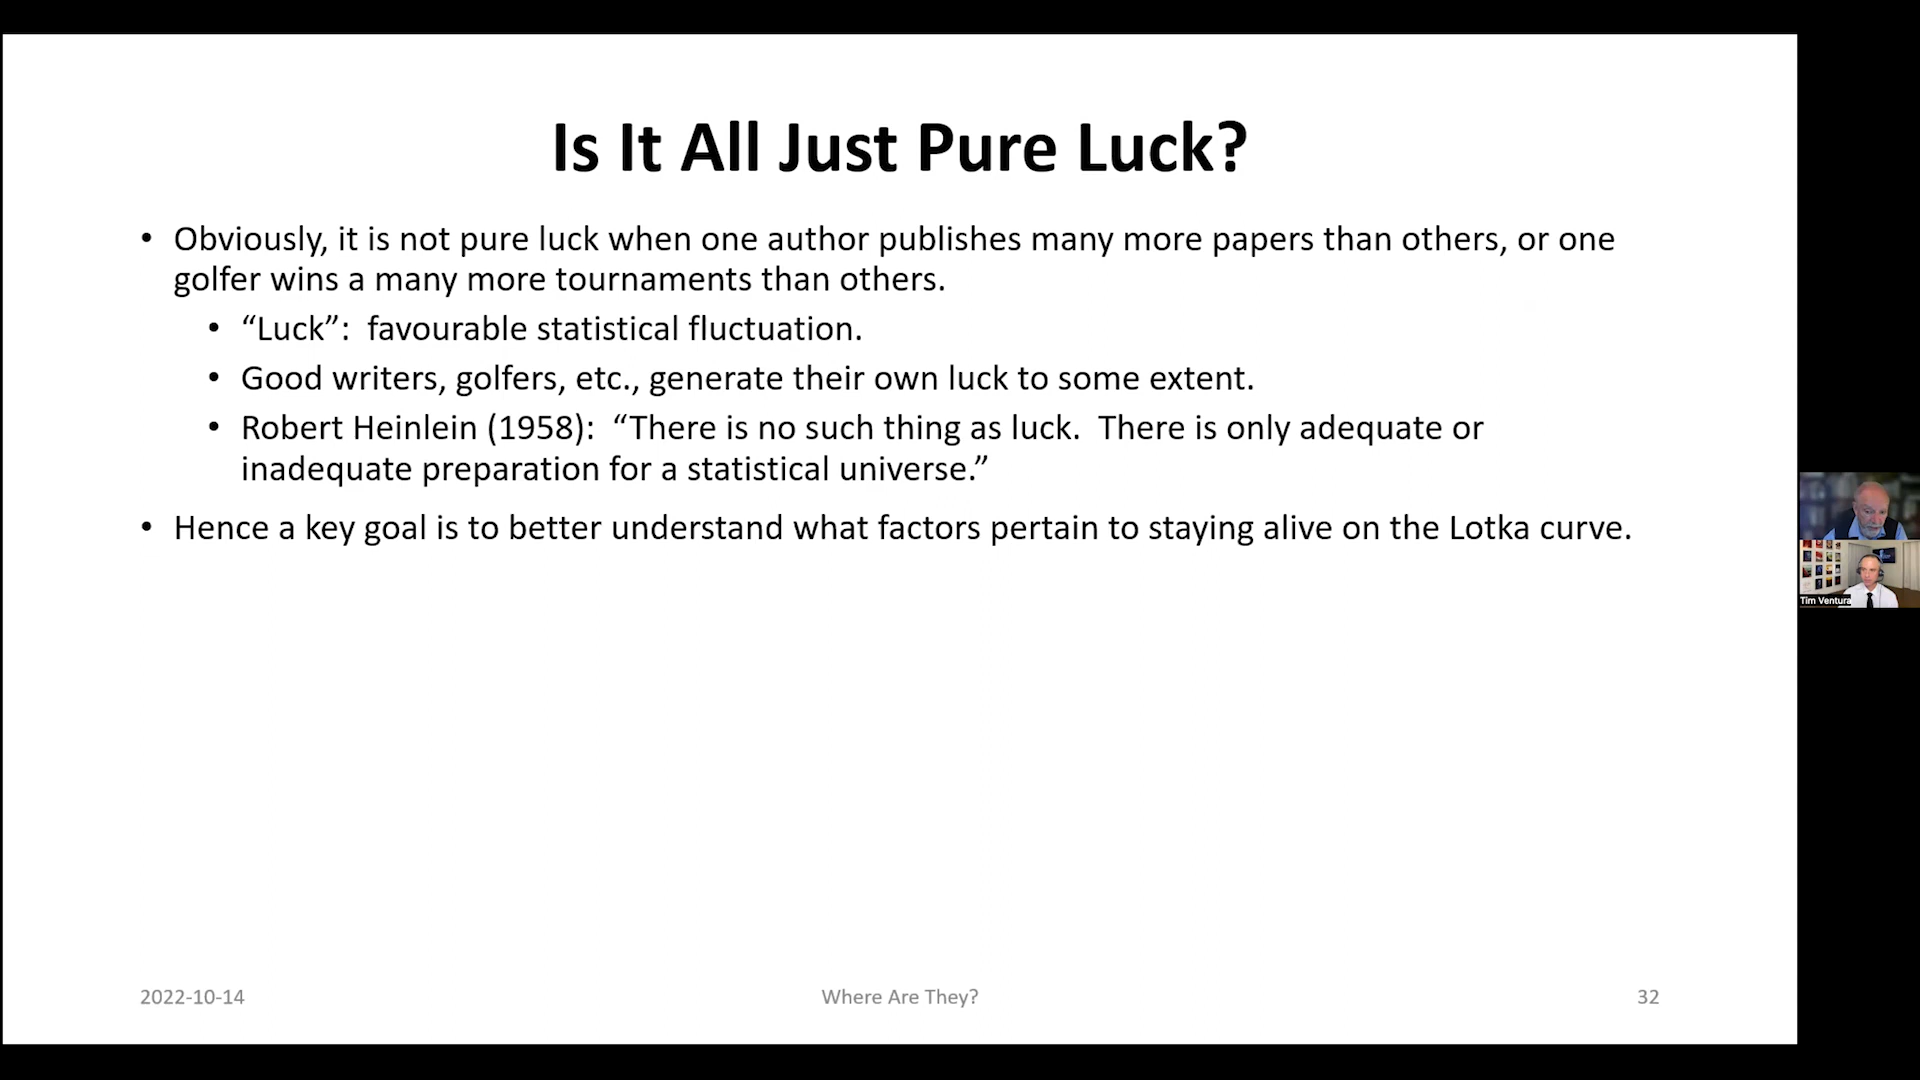 Is It All Just Pure Luck?
• Obviously, it is not pure luck when one author publishes many more papers than others, or one
golfer wins a many more tournaments than others.
• “Luck”:  favourable statistical fluctuation.
• Good writers, golfers, etc., generate their own luck to some extent.
• Robert Heinlein (1958):  “There is no such thing as luck.  There is only adequate or
inadequate preparation for a statistical universe.”
• Hence a key goal is to better understand what factors pertain to staying alive on the Lotka curve.
Tim Ventura
2022-10-14
Where Are They?
32